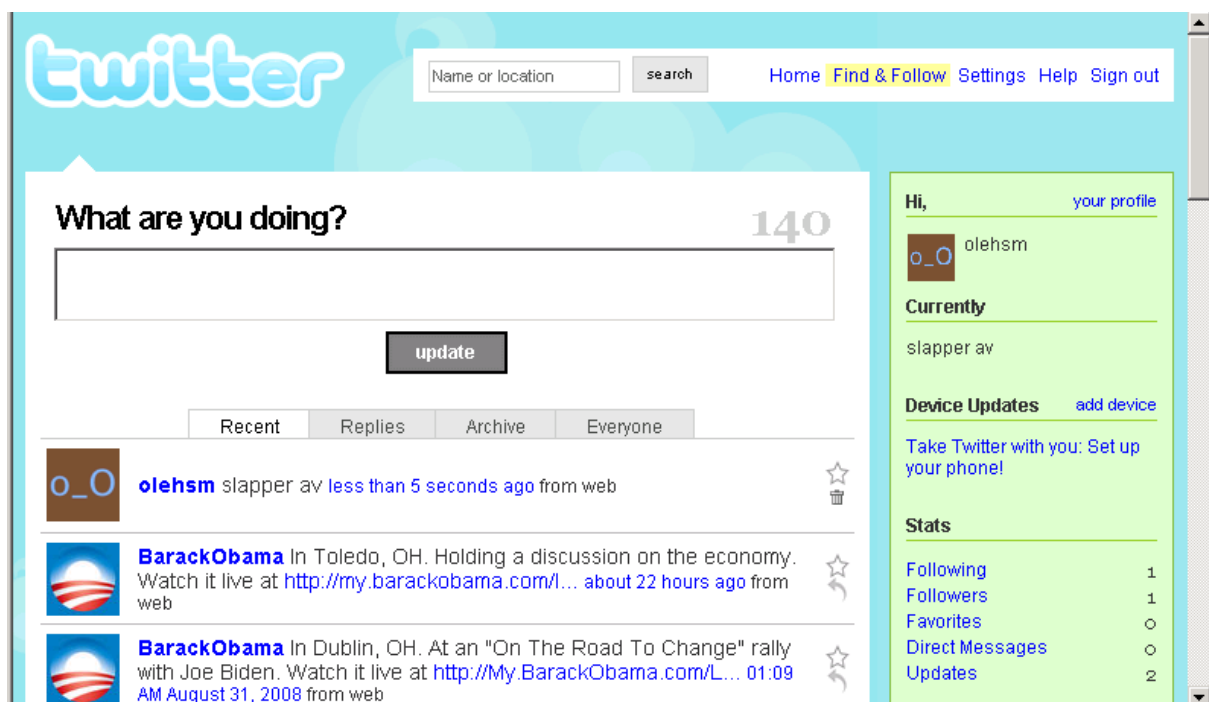 twitter
Name or location search Home Find & Follow Settings Help Sign out
What are you doing? 140
update
Recent Replies Archive Everyone
o_O
olehsm slapper av less than 5 seconds ago from web
BarackObama In Toledo, OH. Holding a discussion on the economy.
Watch it live at http://my.barackobama.com/l... about 22 hours ago from
web
BarackObama In Dublin, OH. At an "On The Road To Change" rally
with Joe Biden. Watch it live at http://My.BarackObama.com/L... 01:09
AM August 31, 2008 from web
Hi, your profile
o_O olehsm
Currently
slapper av
Device Updates add device
Take Twitter with you: Set up
your phone!
Stats
Following 1
Followers 1
Favorites 0
Direct Messages 0
Updates 2